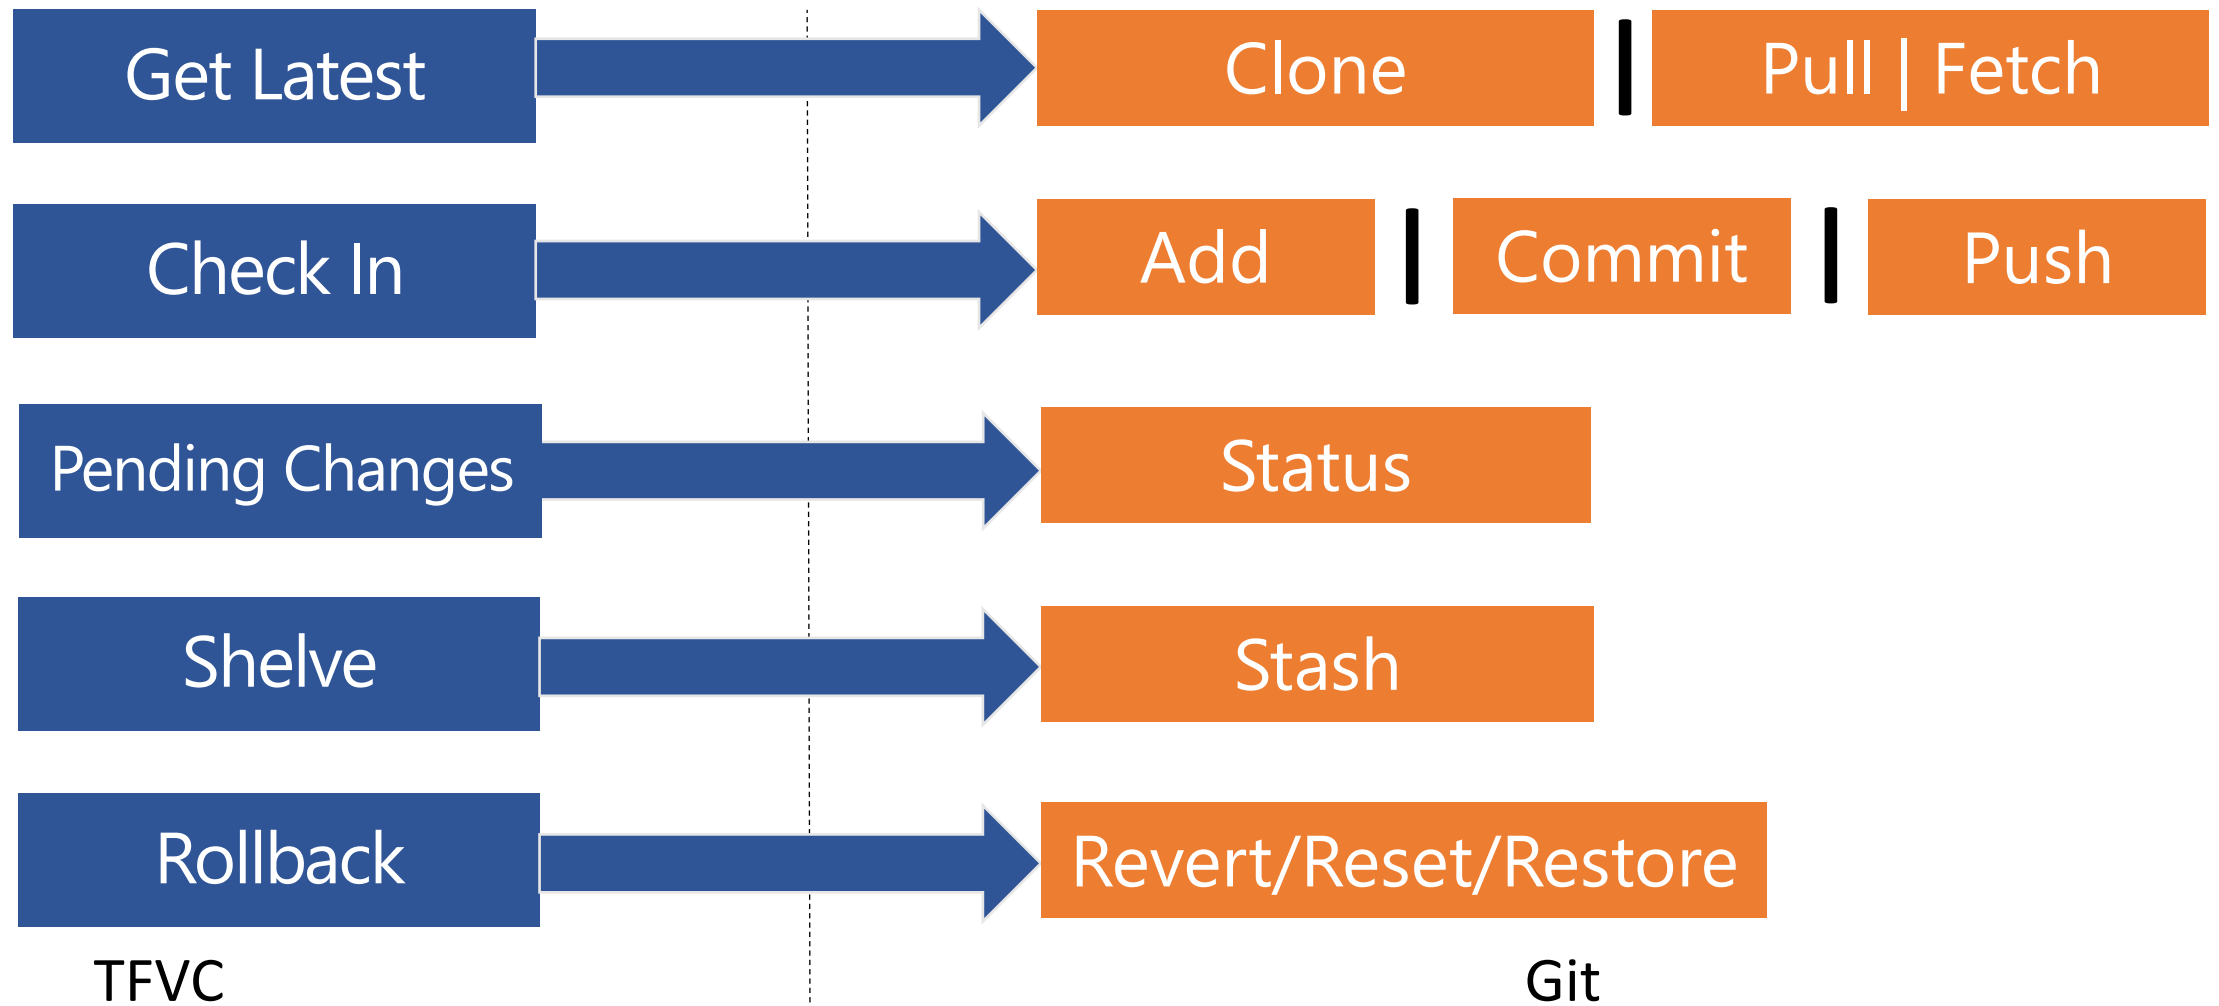 Get Latest Clone Pull | Fetch
Check In Add Commit Push
Pending Changes Status
Shelve Stash
Rollback Revert/Reset/Restore
TFVC Git